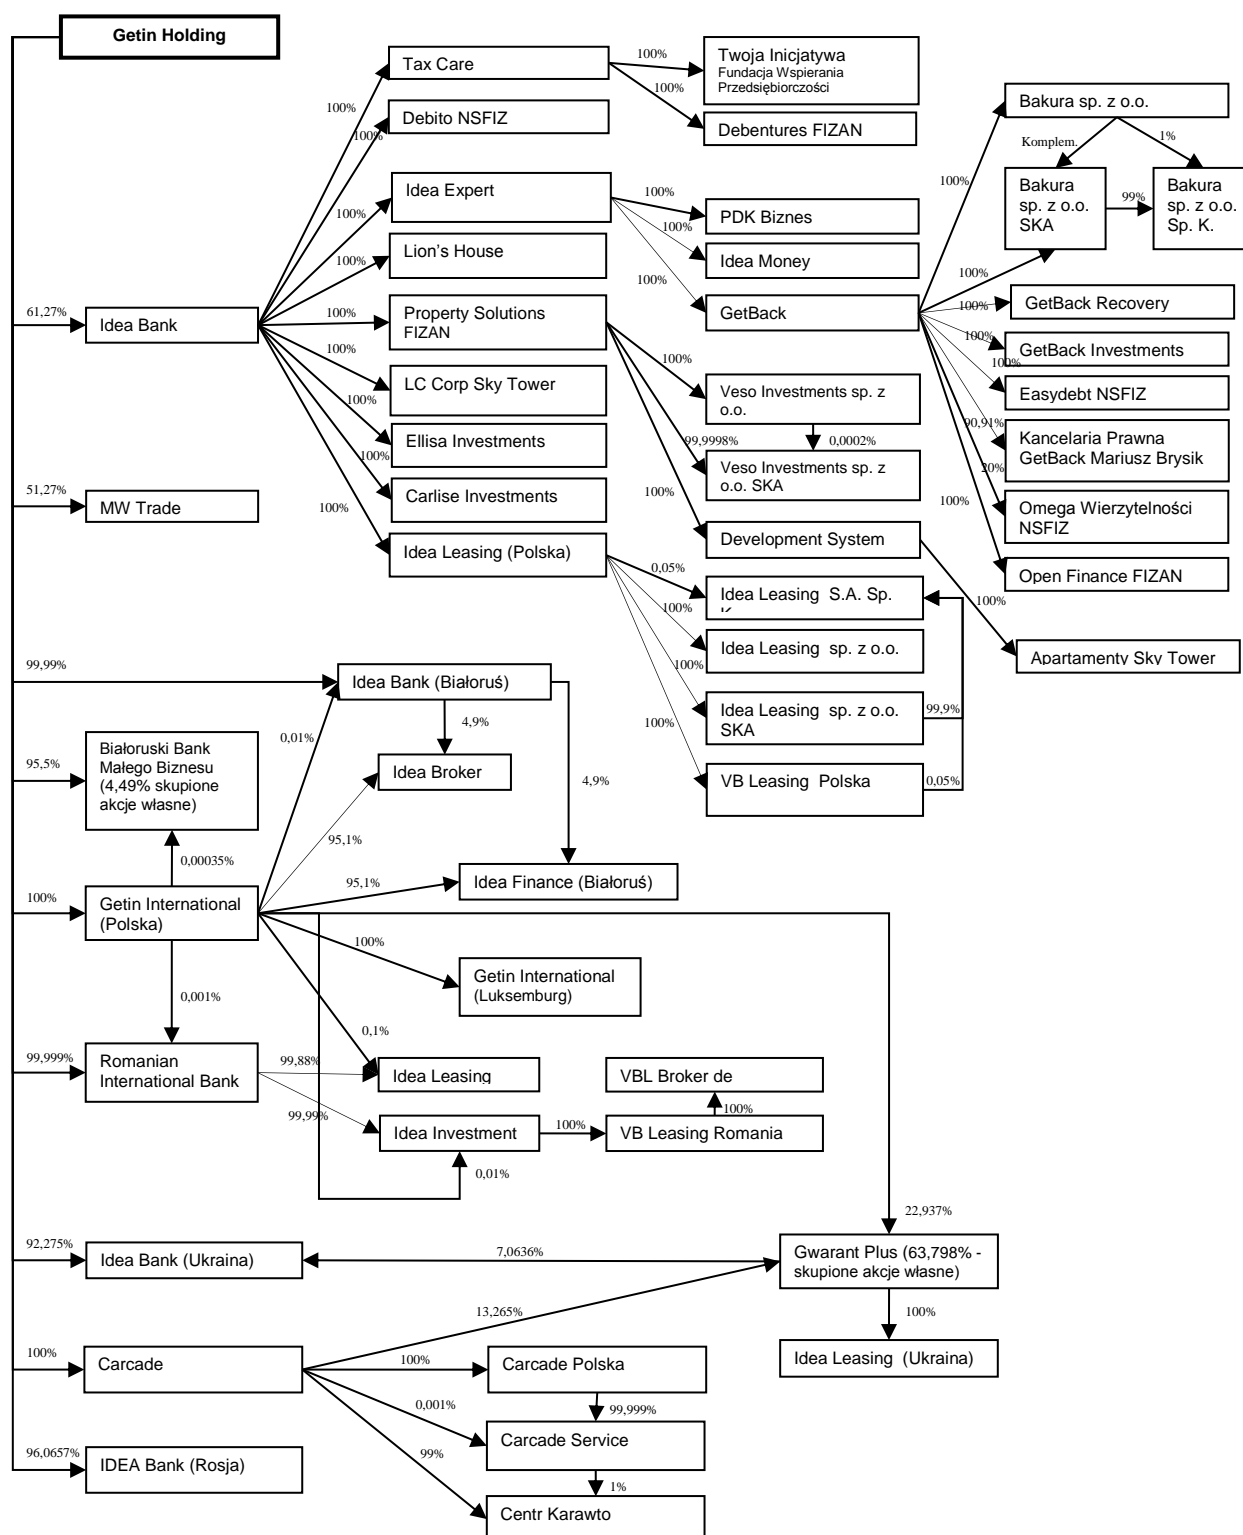 Getin Holding
Tax Care
100%
Twoja Inicjatywa
Fundacja Wspierania
Przedsiębiorczości
100%
Debentures FIZAN
100%
Debito NSFIZ
100%
Bakura sp. z o.o.
Komplem.
1%
Bakura
sp. z o.o.
SKA
99%
Bakura
sp. z o.o.
Sp. K.
100%
Idea Expert
100%
100%
PDK Biznes
100%
Idea Money
100%
GetBack
100%
Lion's House
100%
100%
GetBack Recovery
100%
GetBack Investments
100%
Easydebt NSFIZ
100%
90,91%
Kancelaria Prawna
GetBack Mariusz Brysik
20%
Omega Wierzytelności
NSFIZ
100%
Open Finance FIZAN
61,27%
Idea Bank
100%
Property Solutions
FIZAN
100%
Veso Investments sp. z
o.o.
99,9998%
0,0002%
Veso Investments sp. z
o.o. SKA
100%
Development System
100%
Apartamenty Sky Tower
100%
LC Corp Sky Tower
100%
Ellisa Investments
100%
Carlise Investments
100%
Idea Leasing (Polska)
51,27%
MW Trade
0,05%
Idea Leasing  S.A. Sp.
100%
Idea Leasing  sp. z o.o.
100%
Idea Leasing  sp. z o.o.
SKA
99,9%
100%
VB Leasing  Polska
0,05%
99,99%
Idea Bank (Białoruś)
0,01%
4,9%
Idea Broker
4,9%
95,5%
Białoruski Bank
Małego Biznesu
(4,49% skupione
akcje własne)
95,1%
0,00035%
95,1%
Idea Finance (Białoruś)
100%
Getin International
(Polska)
100%
Getin International
(Luksemburg)
0,001%
0,1%
99,999%
Romanian
International Bank
99,88%
Idea Leasing
VBL Broker de
99,99%
100%
Idea Investment
100%
VB Leasing Romania
0,01%
22,937%
92,275%
Idea Bank (Ukraina)
7,0636%
Gwarant Plus (63,798% -
skupione akcje własne)
13,265%
100%
Idea Leasing  (Ukraina)
100%
Carcade
100%
Carcade Polska
0,001%
99,999%
Carcade Service
99%
96,0657%
IDEA Bank (Rosja)
1%
Centr Karawto